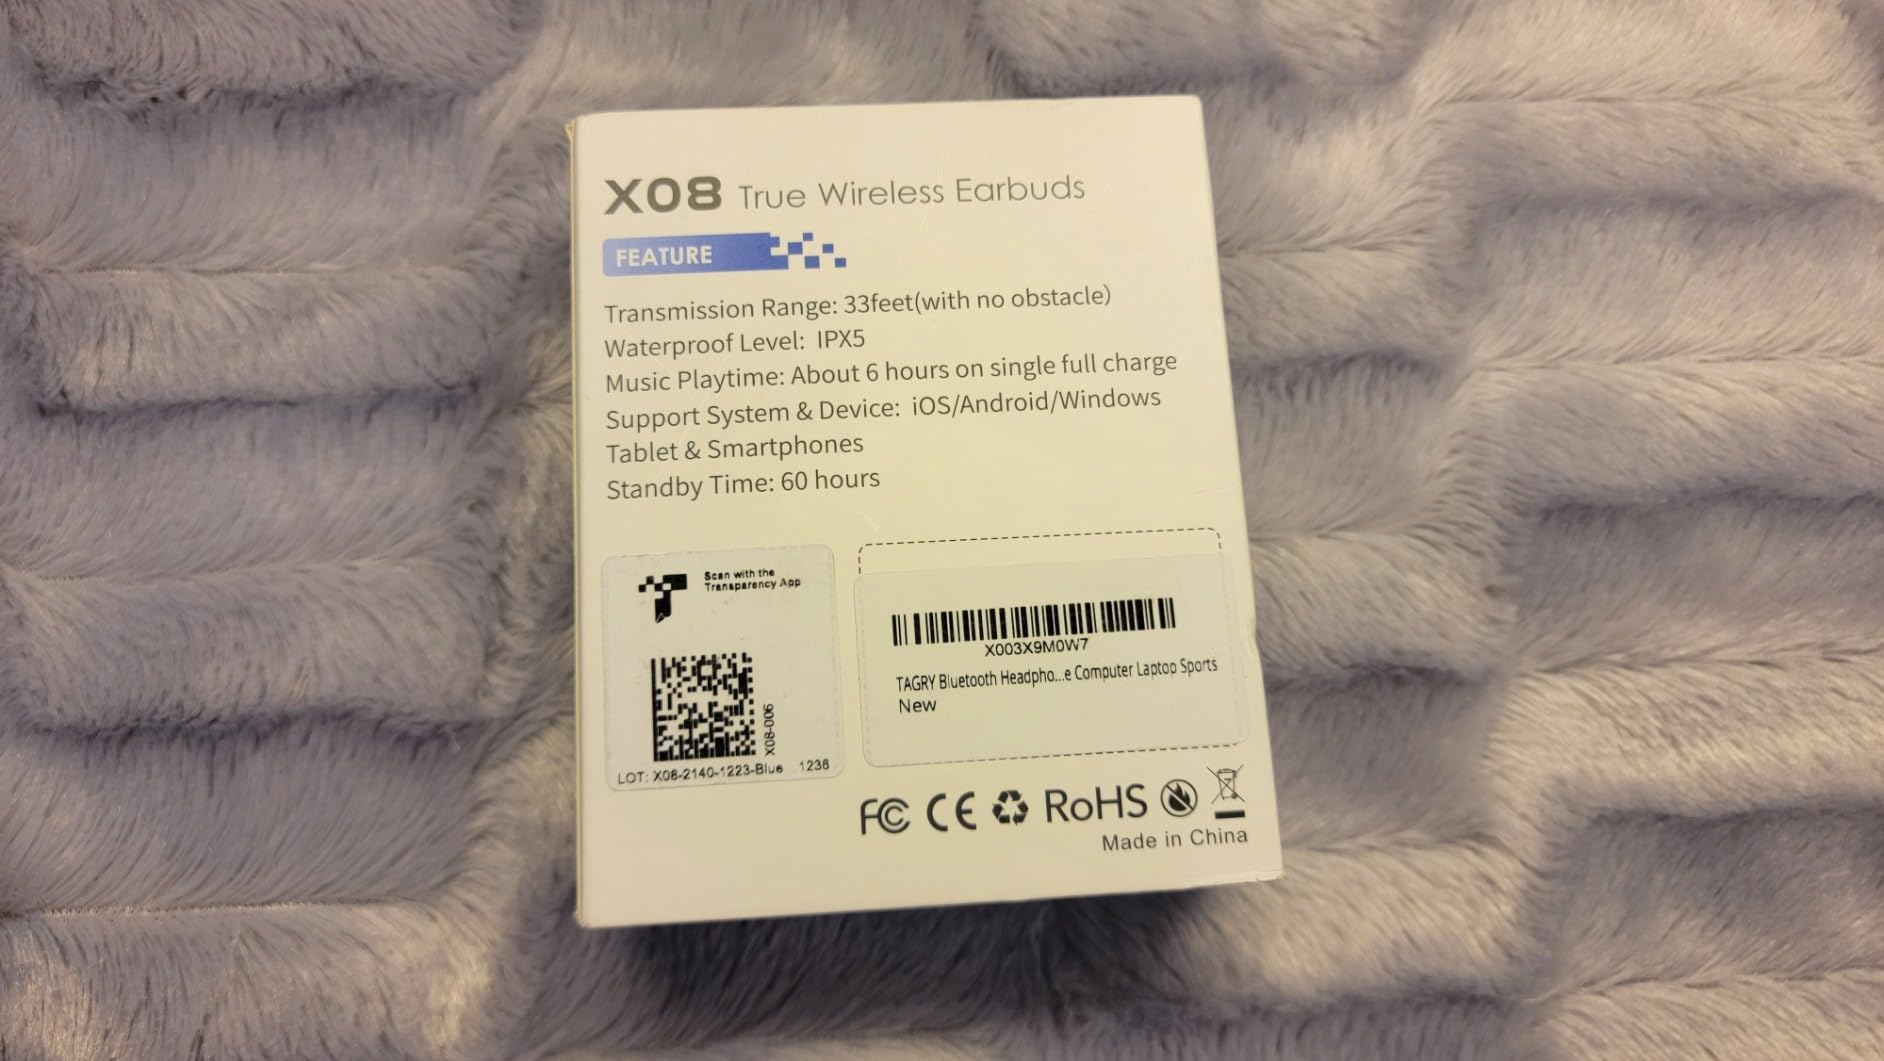 X08 True Wireless Earbuds
FEATURE
Transmission Range: 33feet(with no obstacle)
Waterproof Level: IPX5
Music Playtime: About 6 hours on single full charge
Support System & Device: iOS/Android/Windows
Tablet & Smartphones
Standby Time: 60 hours
Scan with the
Transparency App
X08-006
LOT: X08-2140-1223-Blue 1238
X003X9M0W7
TAGRY Bluetooth Headpho...e Computer Laptop Sports
New
FC CE RoHS
Made in China